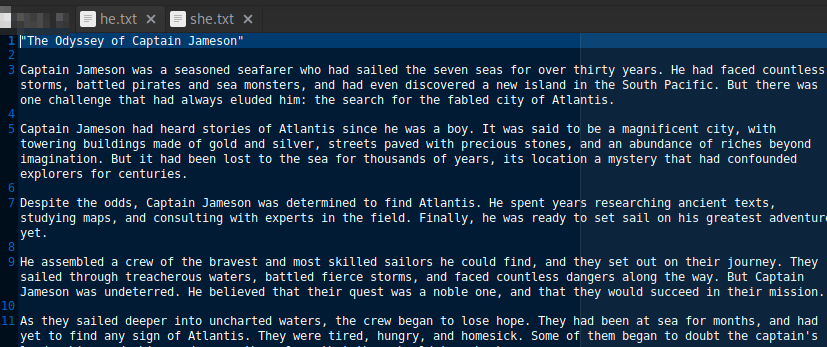 he.txt × she.txt ×
1 "The Odyssey of Captain Jameson"
2
3 Captain Jameson was a seasoned seafarer who had sailed the seven seas for over thirty years. He had faced countless
storms, battled pirates and sea monsters, and had even discovered a new island in the South Pacific. But there was
one challenge that had always eluded him: the search for the fabled city of Atlantis.
4
5 Captain Jameson had heard stories of Atlantis since he was a boy. It was said to be a magnificent city, with
towering buildings made of gold and silver, streets paved with precious stones, and an abundance of riches beyond
imagination. But it had been lost to the sea for thousands of years, its location a mystery that had confounded
explorers for centuries.
6
7 Despite the odds, Captain Jameson was determined to find Atlantis. He spent years researching ancient texts,
studying maps, and consulting with experts in the field. Finally, he was ready to set sail on his greatest adventure
yet.
8
9 He assembled a crew of the bravest and most skilled sailors he could find, and they set out on their journey. They
sailed through treacherous waters, battled fierce storms, and faced countless dangers along the way. But Captain
Jameson was undeterred. He believed that their quest was a noble one, and that they would succeed in their mission.
10
11 As they sailed deeper into uncharted waters, the crew began to lose hope. They had been at sea for months, and had
yet to find any sign of Atlantis. They were tired, hungry, and homesick. Some of them began to doubt the captain's